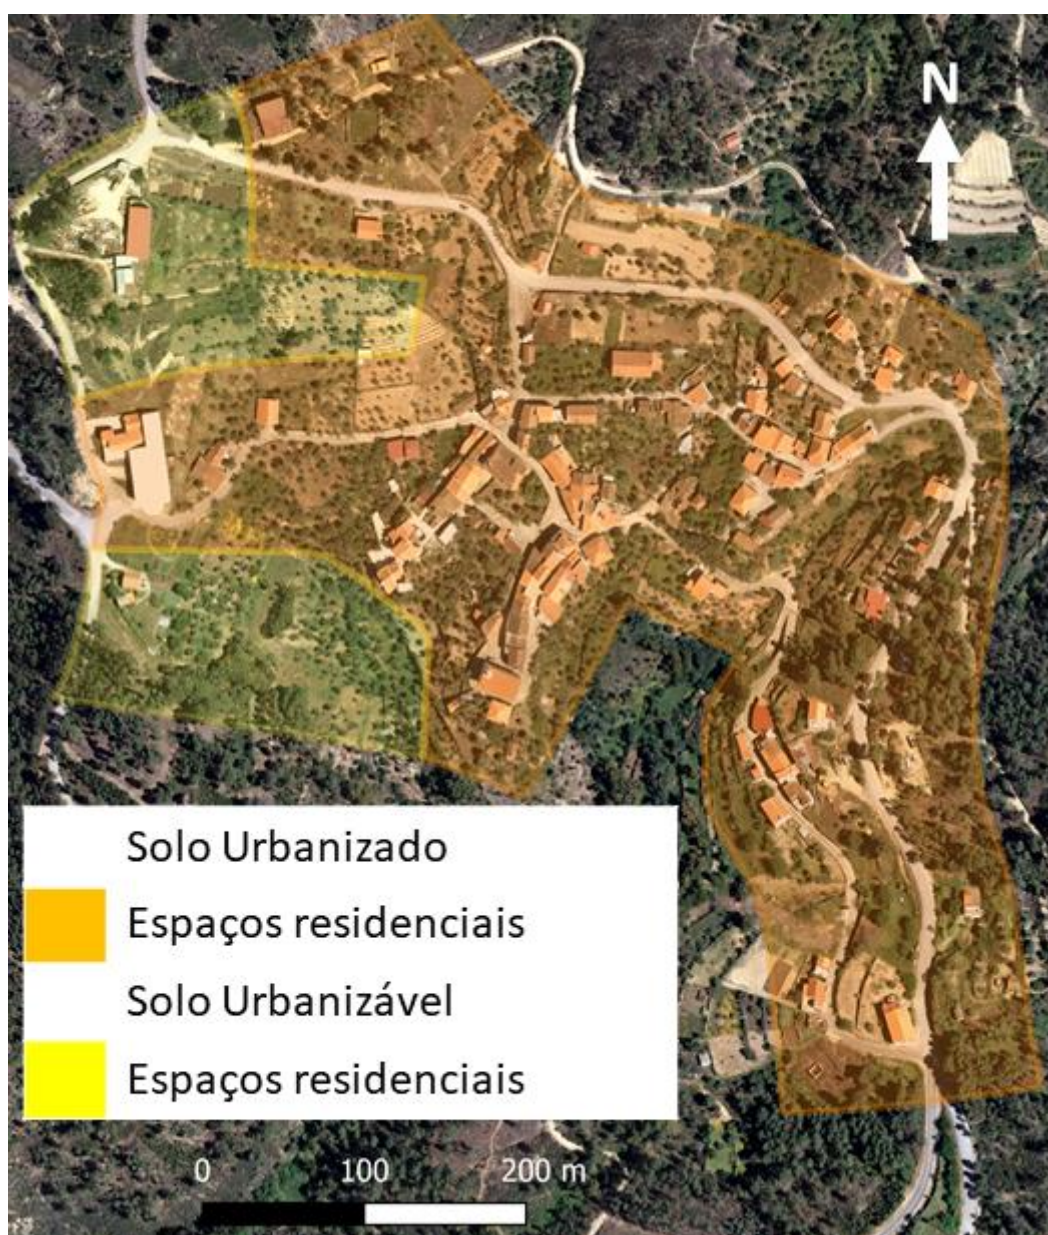 N
Solo Urbanizado
Espaços residenciais
Solo Urbanizável
Espaços residenciais
0 100 200 m